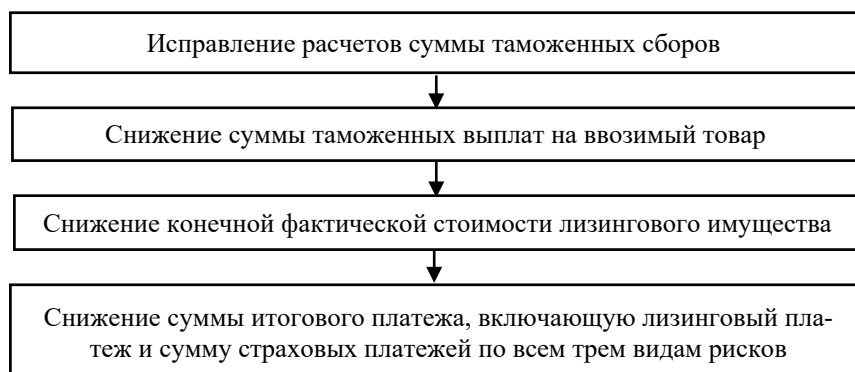 Исправление расчетов суммы таможенных сборов
Снижение суммы таможенных выплат на ввозимый товар
Снижение конечной фактической стоимости лизингового имущества
Снижение суммы итогового платежа, включающую лизинговый пла-
теж и сумму страховых платежей по всем трем видам рисков